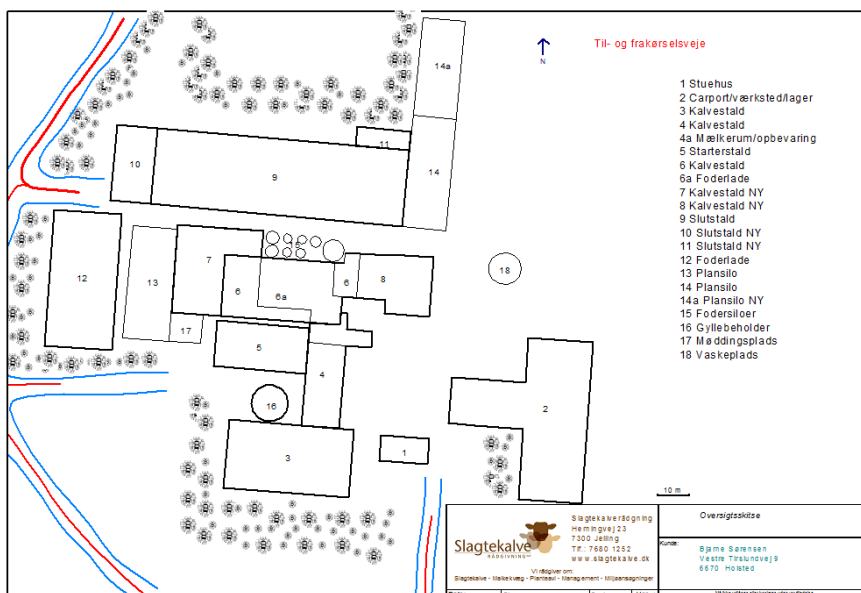 Til- og frakørselsveje
N
1 Stuehus
2 Carport/værksted/lager
3 Kalvestald
4 Kalvestald
4a Mælkerum/opbevaring
5 Starterstald
6 Kalvestald
6a Foderlade
7 Kalvestald NY
8 Kalvestald NY
9 Slutstald
10 Slutstald NY
11 Slutstald NY
12 Foderlade
13 Plansilo
14 Plansilo
14a Plansilo NY
15 Fodersiloer
16 Gyllebeholder
17 Møddingsplads
18 Vaskeplads
14a
11
10
9
14
7
15
6
8
18
12
13
6
6a
17
5
4
16
2
3
1
10 m
Slagtekalverådgivning
Herningvej 23
7300 Jelling
Tlf.: 7680 1252
www.slagtekalve.dk
Slagtekalve
RÅDGIVNING
Vi rådgiver om:
Slagtekalve - Malkekvæg - Planteavl - Management - Miljøansøgninger
Oversigtsskitse
Kunde:
Bjarne Sørensen
Vestre Tirslundvej 9
6670 Holsted